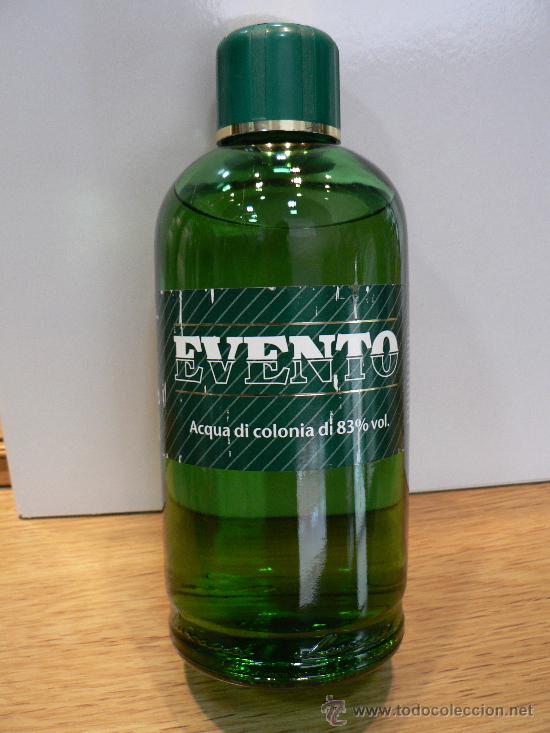 EVENTO
Acqua di colonia di 83% vol.
www.todocoleccion.net